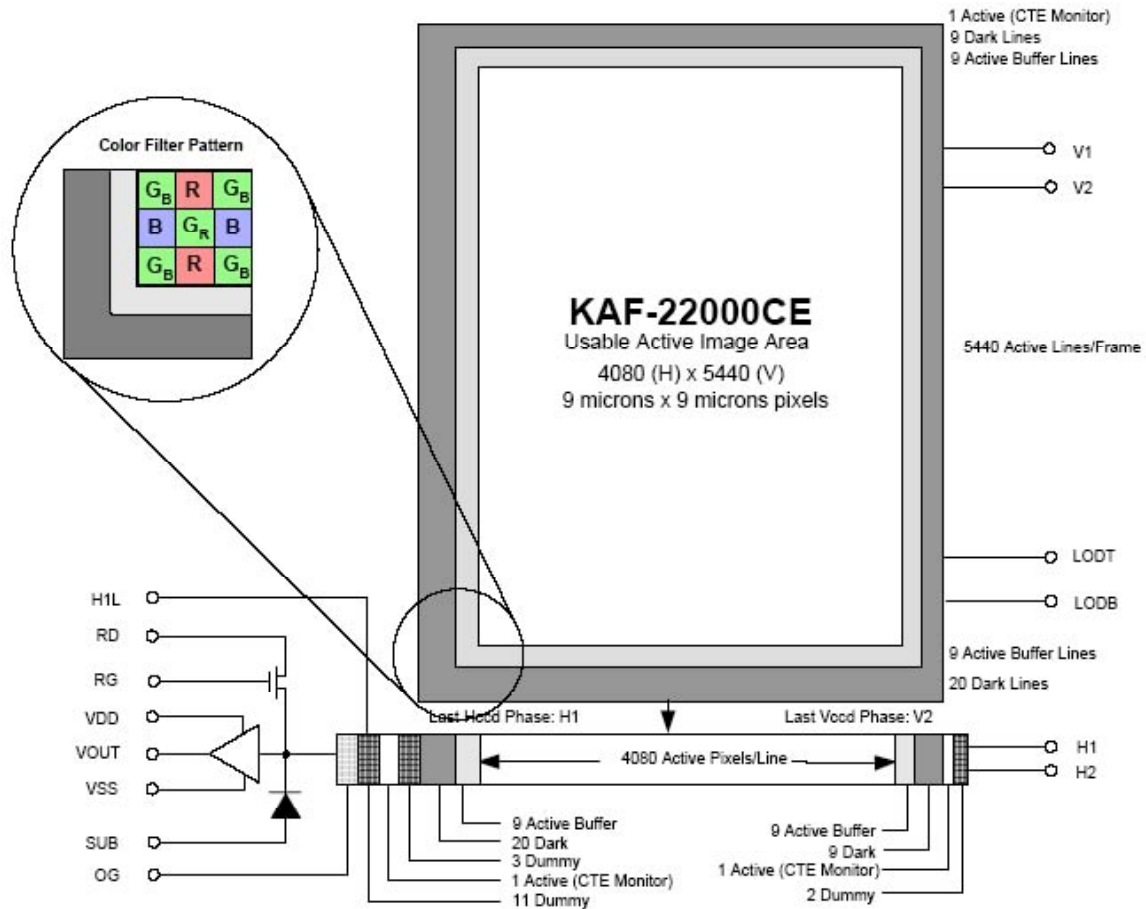 1 Active (CTE Monitor)
9 Dark Lines
9 Active Buffer Lines
Color Filter Pattern
GB R GB
B GR B
GB R GB
V1
V2
KAF-22000CE
Usable Active Image Area
4080 (H) x 5440 (V)
9 microns x 9 microns pixels
5440 Active Lines/Frame
LODT
LODB
H1L
RD
RG
VDD
VOUT
VSS
SUB
OG
9 Active Buffer Lines
20 Dark Lines
Last Hccd Phase: H1
Last Vccd Phase: V2
4080 Active Pixels/Line
H1
H2
9 Active Buffer
20 Dark
3 Dummy
1 Active (CTE Monitor)
11 Dummy
9 Active Buffer
9 Dark
1 Active (CTE Monitor)
2 Dummy